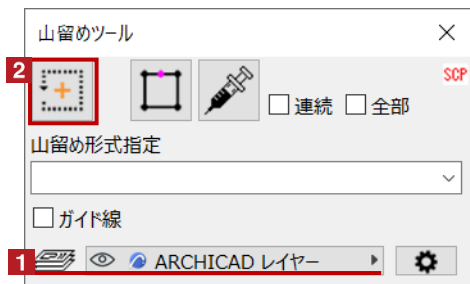 山留めツール
2
SCP
連続 全部
山留め形式指定
ガイド線
1 ARCHICAD レイヤー